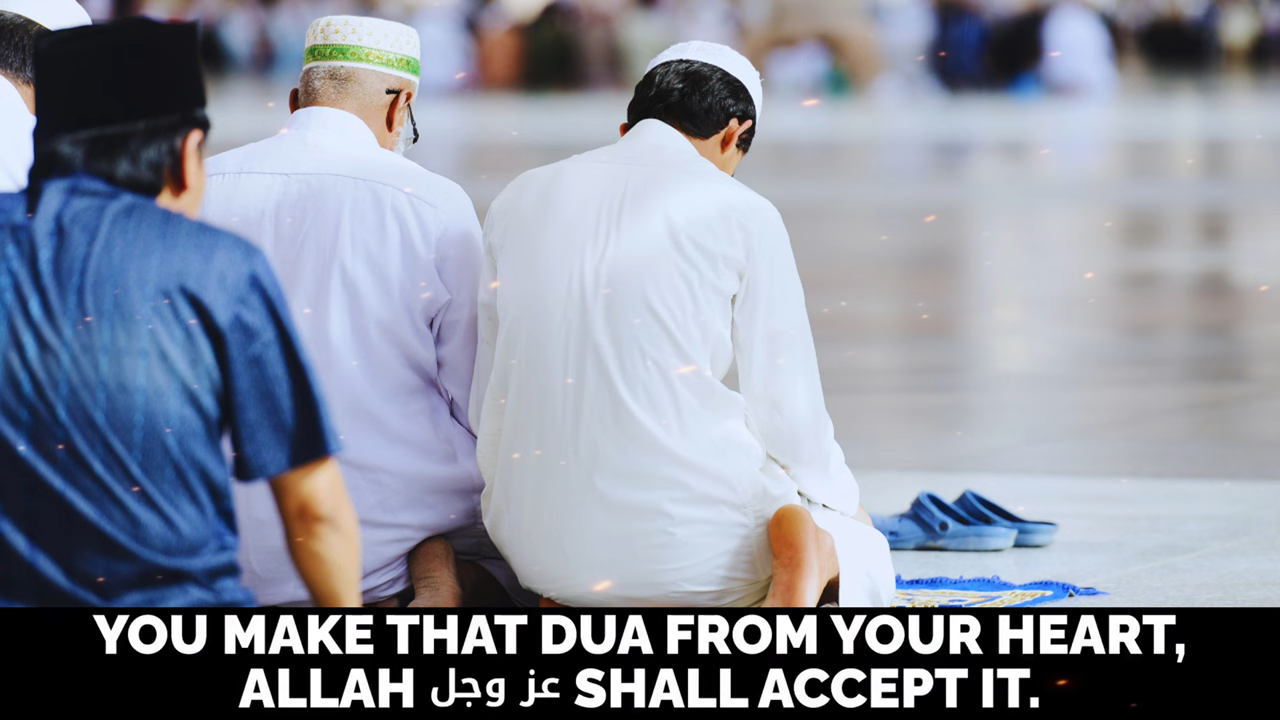 YOU MAKE THAT DUA FROM YOUR HEART,
ALLAH عز وجل SHALL ACCEPT IT.